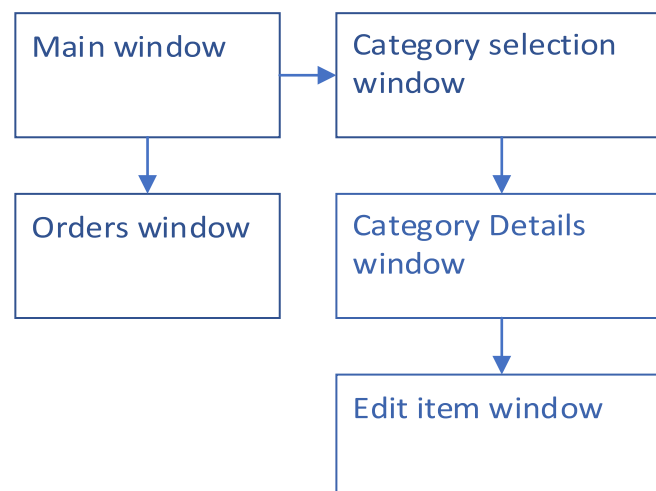 Main window
Category selection
window
Orders window
Category Details
window
Edit item window